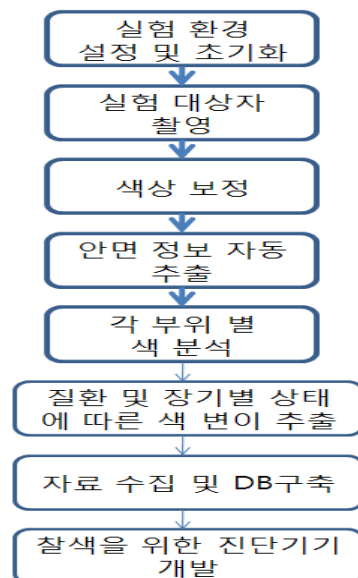 실험 환경
설정 및 초기화
실험 대상자
촬영
색상 보정
안면 정보 자동
추출
각 부위 별
색 분석
질환 및 장기별 상태
에 따른 색 변이 추출
자료 수집 및 DB구축
찰색을 위한 진단기기
개발